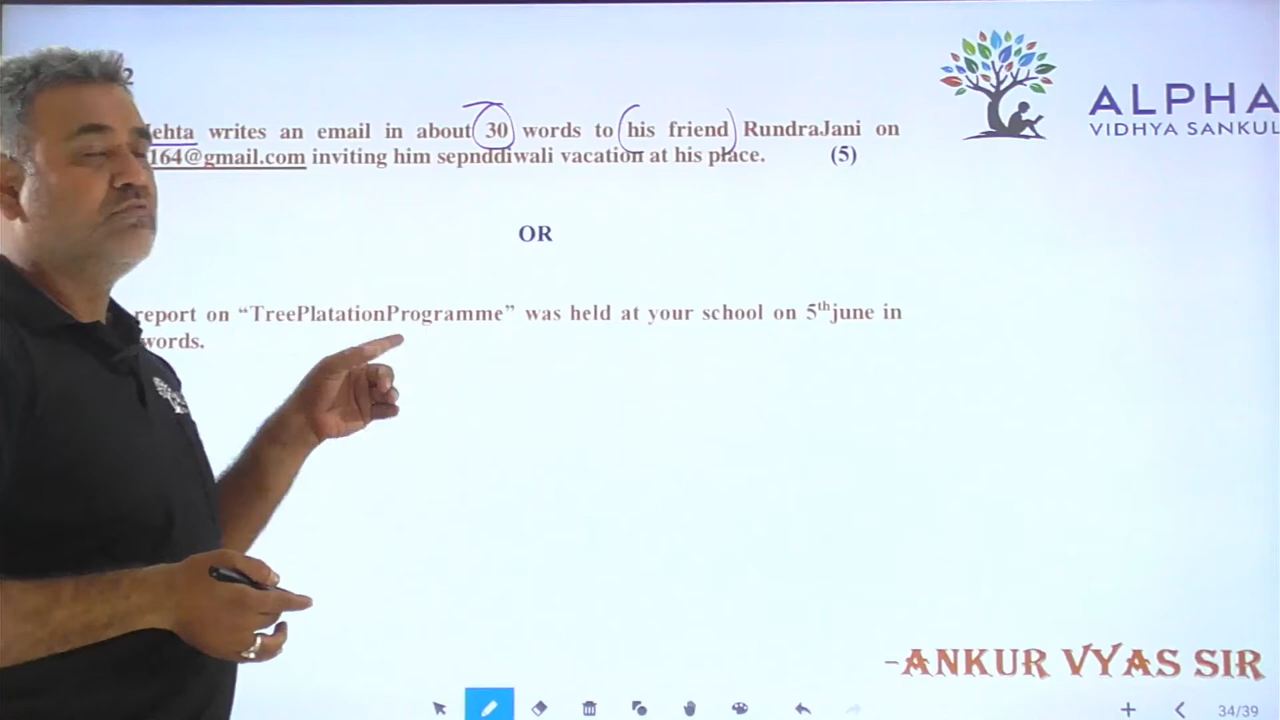 2
ehta writes an email in about 30 words to his friend RundraJani on
164@gmail.com inviting him sepnddiwali vacation at his place. (5)
OR
report on “TreePlatationProgramme” was held at your school on 5th june in
words.
ALPHA
VIDHYA SANKUL
-ANKUR VYAS SIR
34/39